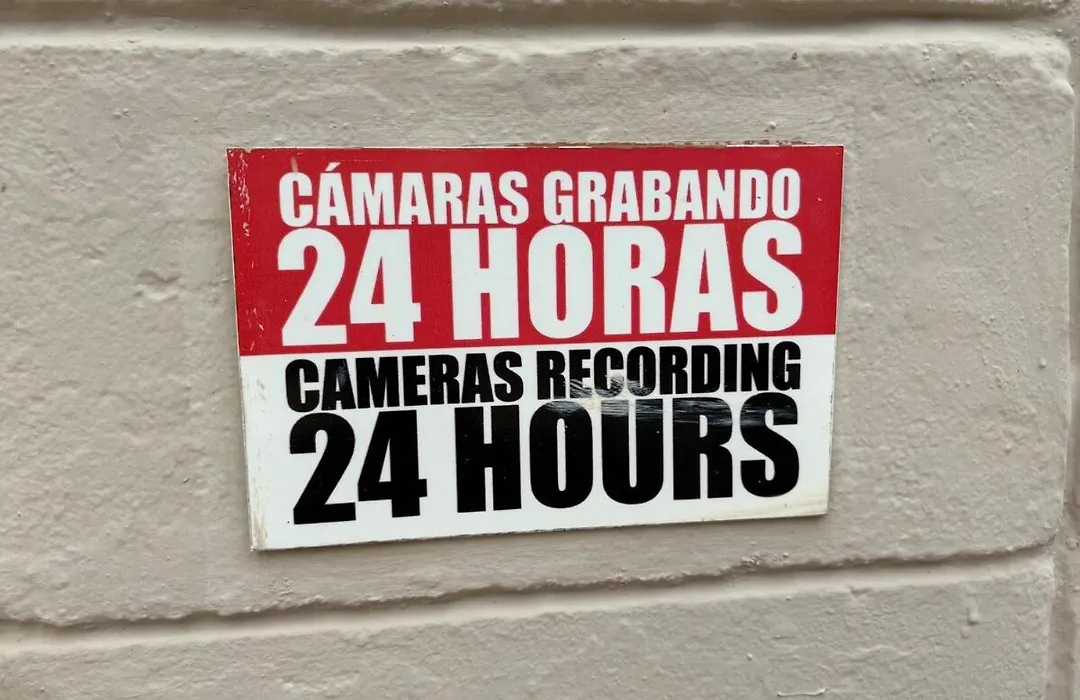 CÁMARAS GRABANDO
24 HORAS
CAMERAS RECORDING
24 HOURS